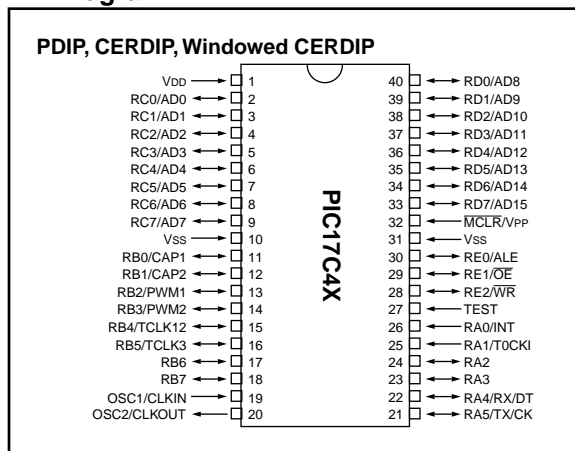 PDIP, CERDIP, Windowed CERDIP
VDD 1 40 RD0/AD8
RC0/AD0 2 39 RD1/AD9
RC1/AD1 3 38 RD2/AD10
RC2/AD2 4 37 RD3/AD11
RC3/AD3 5 36 RD4/AD12
RC4/AD4 6 35 RD5/AD13
RC5/AD5 7 34 RD6/AD14
RC6/AD6 8 33 RD7/AD15
RC7/AD7 9 32 MCLR/VPP
VSS 10 31 VSS
RB0/CAP1 11 30 RE0/ALE
RB1/CAP2 12 29 RE1/OE
RB2/PWM1 13 28 RE2/WR
RB3/PWM2 14 27 TEST
RB4/TCLK12 15 26 RA0/INT
RB5/TCLK3 16 25 RA1/T0CKI
RB6 17 24 RA2
RB7 18 23 RA3
OSC1/CLKIN 19 22 RA4/RX/DT
OSC2/CLKOUT 20 21 RA5/TX/CK
PIC17C4X